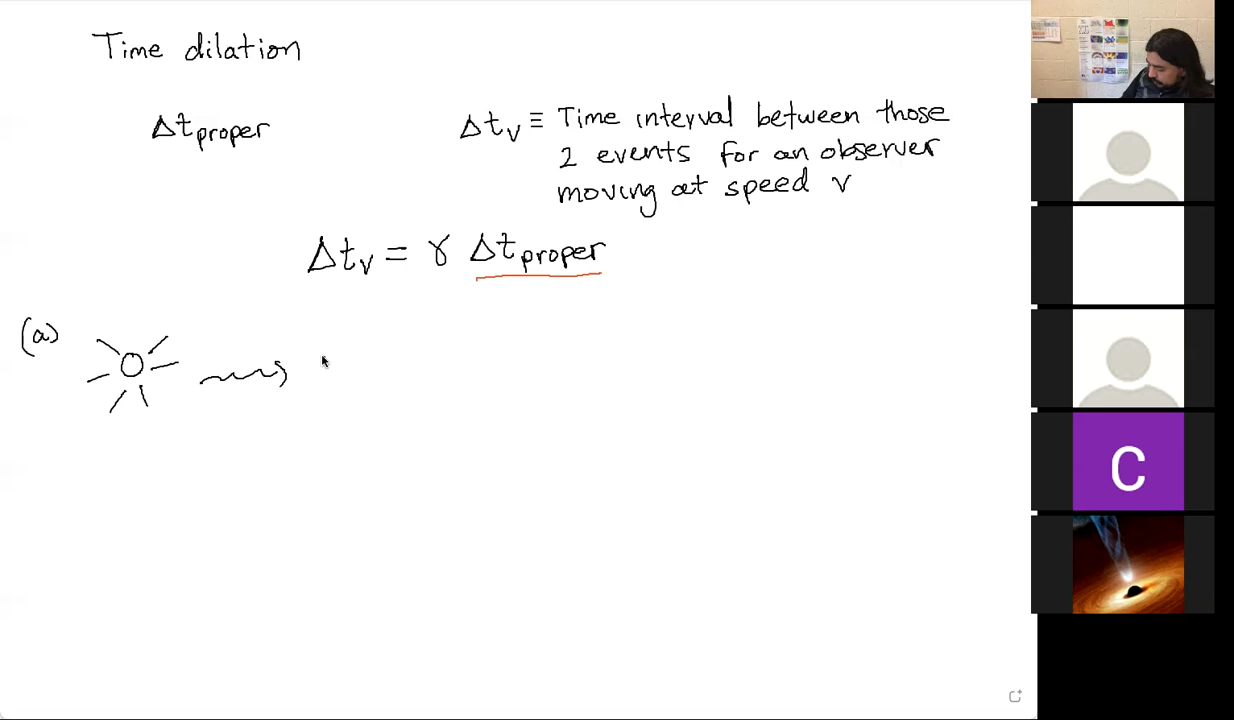 Time dilation
Δt_proper
Δt_v ≡ Time interval between those
2 events for an observer
moving at speed v
Δt_v = γ Δt_proper
(a)
C